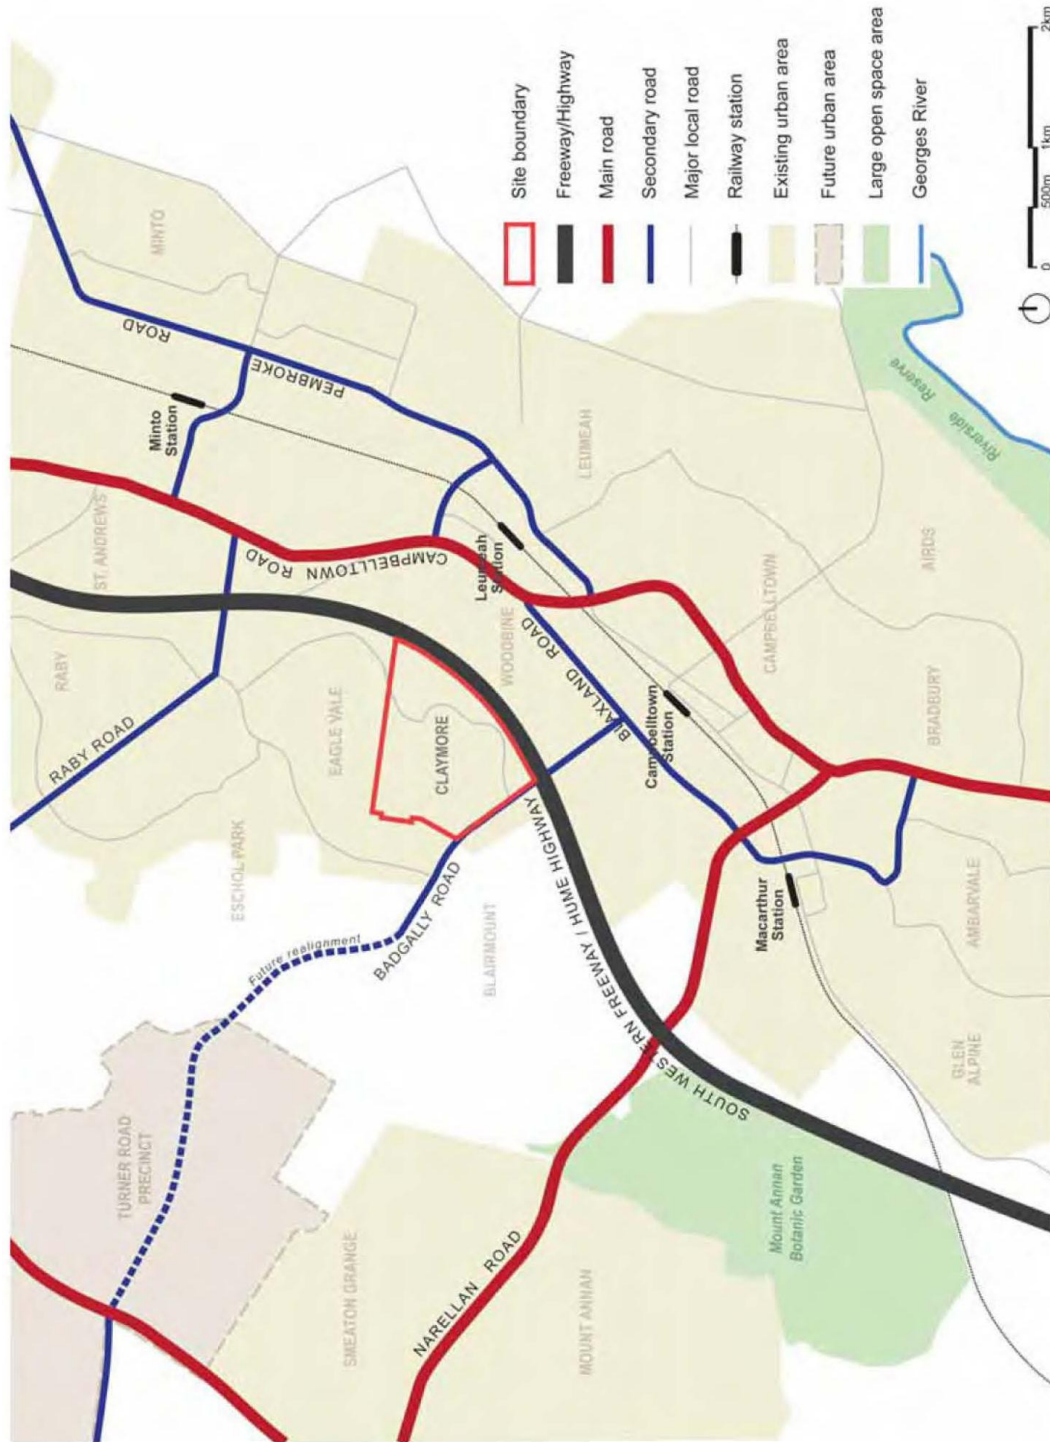 MINTO
ROAD
PEMBROKE
Minto
Station
ST. ANDREWS
CAMPBELLTOWN ROAD
RABY
RABY ROAD
EAGLE VALE
ESCHOL PARK
CLAYMORE
WOODBINE
Leumeah
Station
LEUMEAH
BLAXLAND ROAD
Campbelltown
Station
CAMPBELLTOWN
AIRDS
BRADBURY
Riverside
Reserve
BADGALLY ROAD
Future realignment
BLAIRMOUNT
SOUTH WESTERN FREEWAY / HUME HIGHWAY
Macarthur
Station
AMBARVALE
GLEN
ALPINE
TURNER ROAD
PRECINCT
SMEATON GRANGE
NARELLAN ROAD
MOUNT ANNAN
Mount Annan
Botanic Garden
Site boundary
Freeway/Highway
Main road
Secondary road
Major local road
Railway station
Existing urban area
Future urban area
Large open space area
Georges River
0 500m 1km 2km